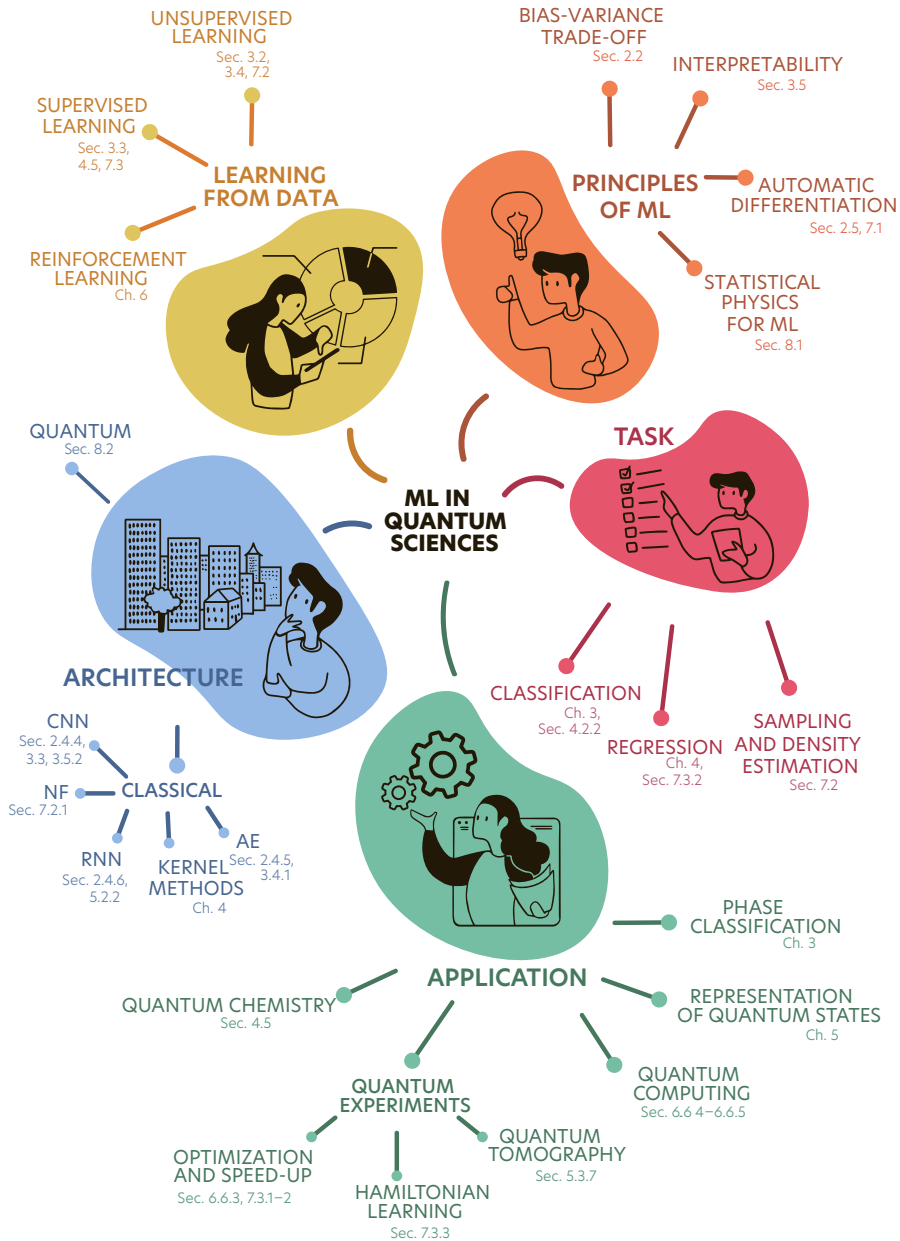 UNSUPERVISED
LEARNING
Sec. 3.2,
3.4, 7.2
SUPERVISED
LEARNING
Sec. 3.3,
4.5, 7.3
LEARNING
FROM DATA
REINFORCEMENT
LEARNING
Ch. 6
BIAS-VARIANCE
TRADE-OFF
Sec. 2.2
INTERPRETABILITY
Sec. 3.5
PRINCIPLES
OF ML
AUTOMATIC
DIFFERENTIATION
Sec. 2.5, 7.1
STATISTICAL
PHYSICS
FOR ML
Sec. 8.1
QUANTUM
Sec. 8.2
ML IN
QUANTUM
SCIENCES
TASK
ARCHITECTURE
CNN
Sec. 2.4.4,
3.3, 3.5.2
NF
Sec. 7.2.1
CLASSICAL
RNN
Sec. 2.4.6,
5.2.2
KERNEL
METHODS
Ch. 4
AE
Sec. 2.4.5,
3.4.1
CLASSIFICATION
Ch. 3,
Sec. 4.2.2
REGRESSION
Ch. 4,
Sec. 7.3.2
SAMPLING
AND DENSITY
ESTIMATION
Sec. 7.2
APPLICATION
PHASE
CLASSIFICATION
Ch. 3
REPRESENTATION
OF QUANTUM STATES
Ch. 5
QUANTUM
COMPUTING
Sec. 6.6 4–6.6.5
QUANTUM CHEMISTRY
Sec. 4.5
QUANTUM
EXPERIMENTS
OPTIMIZATION
AND SPEED-UP
Sec. 6.6.3, 7.3.1–2
HAMILTONIAN
LEARNING
Sec. 7.3.3
QUANTUM
TOMOGRAPHY
Sec. 5.3.7